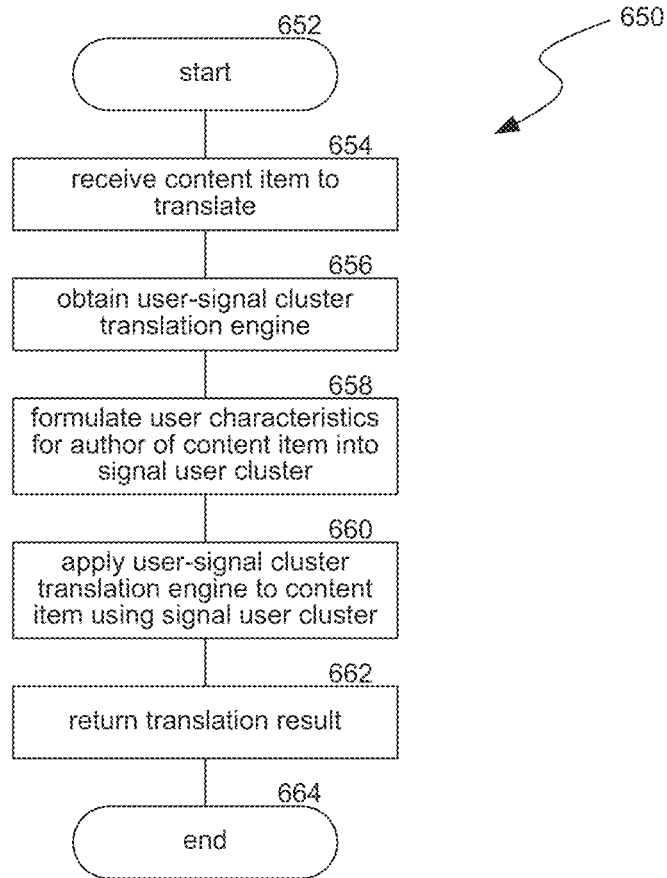 652
650
start
654
receive content item to
translate
656
obtain user-signal cluster
translation engine
658
formulate user characteristics
for author of content item into
signal user cluster
660
apply user-signal cluster
translation engine to content
item using signal user cluster
662
return translation result
664
end